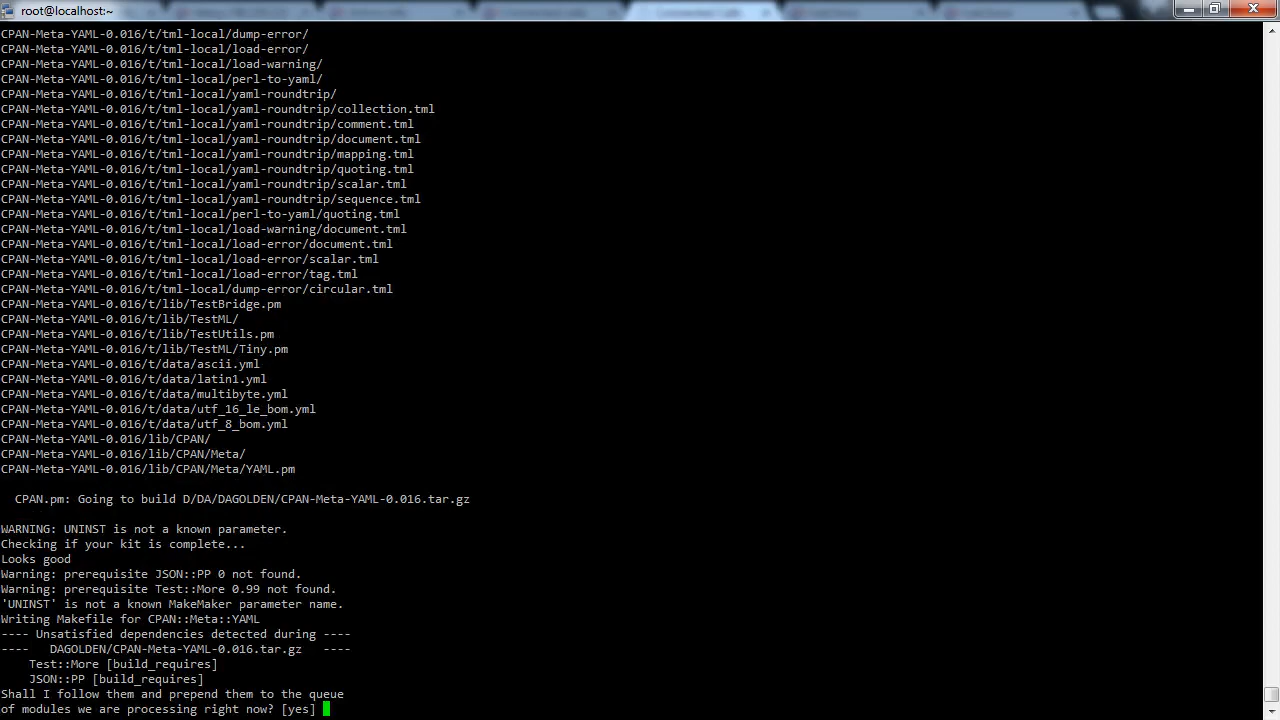 root@localhost:~
CPAN-Meta-YAML-0.016/t/tml-local/dump-error/
CPAN-Meta-YAML-0.016/t/tml-local/load-error/
CPAN-Meta-YAML-0.016/t/tml-local/load-warning/
CPAN-Meta-YAML-0.016/t/tml-local/perl-to-yaml/
CPAN-Meta-YAML-0.016/t/tml-local/yaml-roundtrip/
CPAN-Meta-YAML-0.016/t/tml-local/yaml-roundtrip/collection.tml
CPAN-Meta-YAML-0.016/t/tml-local/yaml-roundtrip/comment.tml
CPAN-Meta-YAML-0.016/t/tml-local/yaml-roundtrip/document.tml
CPAN-Meta-YAML-0.016/t/tml-local/yaml-roundtrip/mapping.tml
CPAN-Meta-YAML-0.016/t/tml-local/yaml-roundtrip/quoting.tml
CPAN-Meta-YAML-0.016/t/tml-local/yaml-roundtrip/scalar.tml
CPAN-Meta-YAML-0.016/t/tml-local/yaml-roundtrip/sequence.tml
CPAN-Meta-YAML-0.016/t/tml-local/perl-to-yaml/quoting.tml
CPAN-Meta-YAML-0.016/t/tml-local/load-warning/document.tml
CPAN-Meta-YAML-0.016/t/tml-local/load-error/document.tml
CPAN-Meta-YAML-0.016/t/tml-local/load-error/scalar.tml
CPAN-Meta-YAML-0.016/t/tml-local/load-error/tag.tml
CPAN-Meta-YAML-0.016/t/tml-local/dump-error/circular.tml
CPAN-Meta-YAML-0.016/t/lib/TestBridge.pm
CPAN-Meta-YAML-0.016/t/lib/TestML/
CPAN-Meta-YAML-0.016/t/lib/TestUtils.pm
CPAN-Meta-YAML-0.016/t/lib/TestML/Tiny.pm
CPAN-Meta-YAML-0.016/t/data/ascii.yml
CPAN-Meta-YAML-0.016/t/data/latin1.yml
CPAN-Meta-YAML-0.016/t/data/multibyte.yml
CPAN-Meta-YAML-0.016/t/data/utf_16_le_bom.yml
CPAN-Meta-YAML-0.016/t/data/utf_8_bom.yml
CPAN-Meta-YAML-0.016/lib/CPAN/
CPAN-Meta-YAML-0.016/lib/CPAN/Meta/
CPAN-Meta-YAML-0.016/lib/CPAN/Meta/YAML.pm
CPAN.pm: Going to build D/DA/DAGOLDEN/CPAN-Meta-YAML-0.016.tar.gz
WARNING: UNINST is not a known parameter.
Checking if your kit is complete...
Looks good
Warning: prerequisite JSON::PP 0 not found.
Warning: prerequisite Test::More 0.99 not found.
'UNINST' is not a known MakeMaker parameter name.
Writing Makefile for CPAN::Meta::YAML
---- Unsatisfied dependencies detected during ----
---- DAGOLDEN/CPAN-Meta-YAML-0.016.tar.gz ----
Test::More [build_requires]
JSON::PP [build_requires]
Shall I follow them and prepend them to the queue
of modules we are processing right now? [yes]